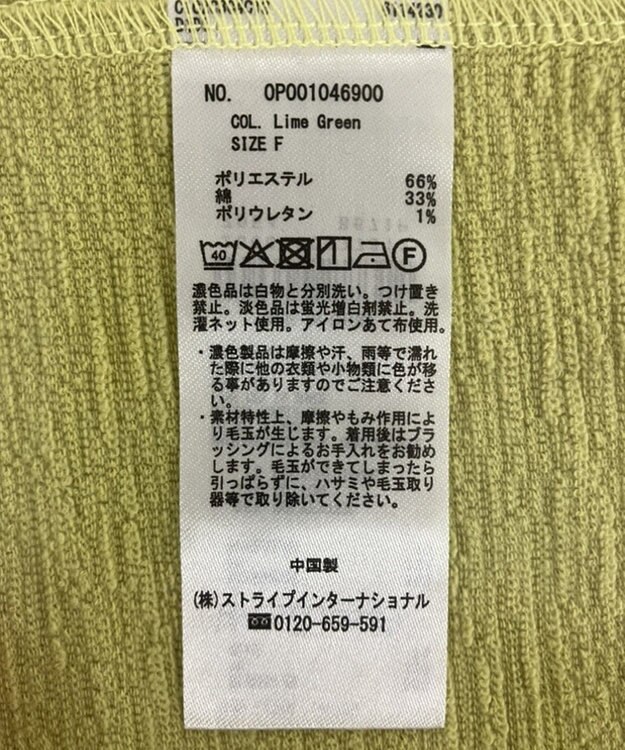 NO. OP001046900
COL. Lime Green
SIZE F
ポリエステル 66%
綿 33%
ポリウレタン 1%
40
F
濃色品は白物と分別洗い。つけ置き
禁止。淡色品は蛍光増白剤禁止。洗
濯ネット使用。アイロンあて布使用。
・濃色製品は摩擦や汗、雨等で濡れ
た際に他の衣類や小物類に色が移
る事がありますのでご注意くださ
い。
・素材特性上、摩擦やもみ作用によ
り毛玉が生じます。着用後はブラ
ッシングによるお手入れをお勧め
します。毛玉ができてしまったら
引っぱらずに、ハサミや毛玉取り
器等で取り除いてください。
中国製
(株)ストライプインターナショナル
0120-659-591